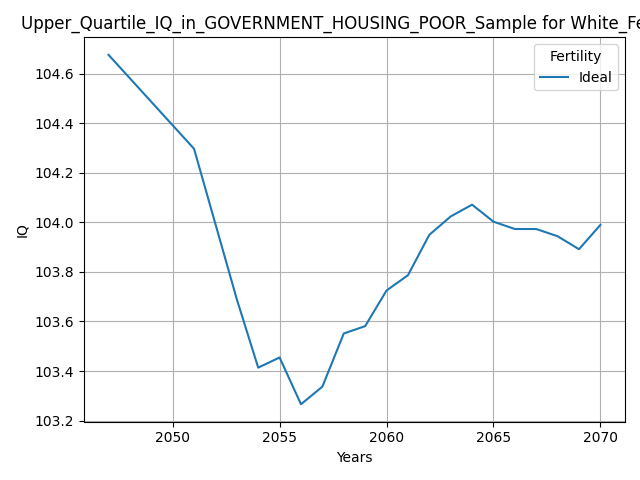 Upper_Quartile_IQ_in_GOVERNMENT_HOUSING_POOR_Sample for White_Fe
Fertility
Ideal
104.6
104.4
104.2
104.0
103.8
103.6
103.4
103.2
IQ
2050 2055 2060 2065 2070
Years